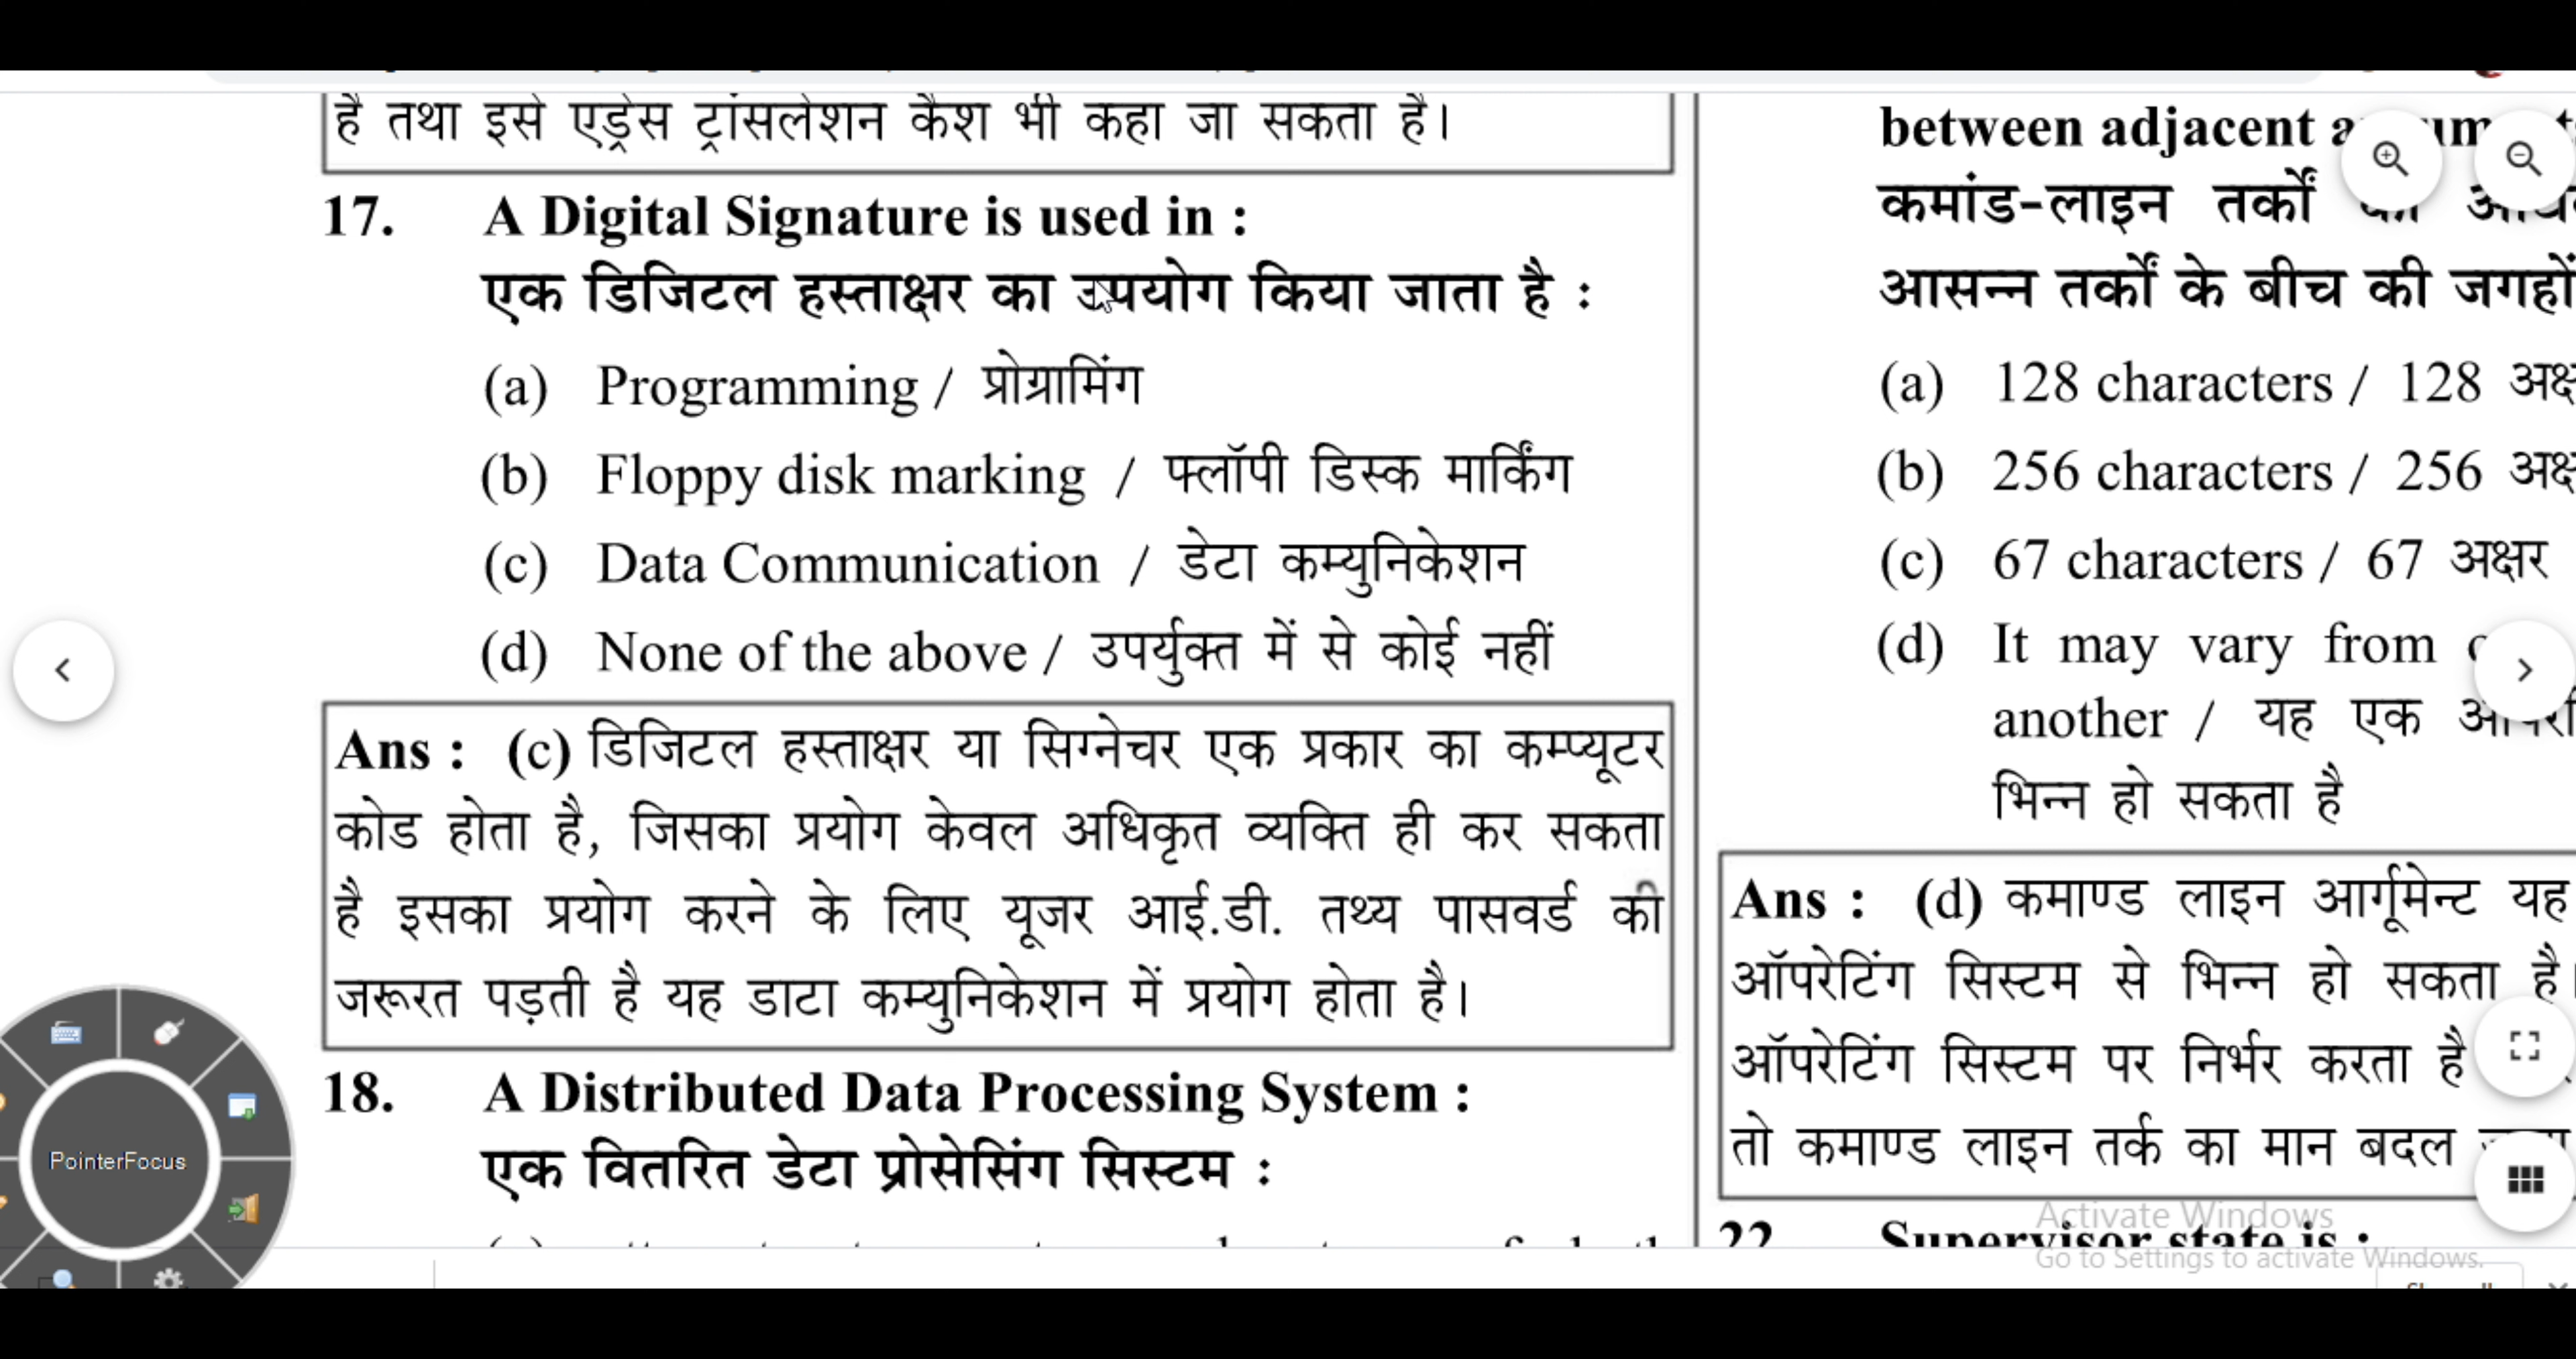 है तथा इसे एड्रेस ट्रांसलेशन कैश भी कहा जा सकता है।
17. A Digital Signature is used in :
एक डिजिटल हस्ताक्षर का उपयोग किया जाता है :
(a) Programming / प्रोग्रामिंग
(b) Floppy disk marking / फ्लॉपी डिस्क मार्किंग
(c) Data Communication / डेटा कम्युनिकेशन
(d) None of the above / उपर्युक्त में से कोई नहीं
Ans : (c) डिजिटल हस्ताक्षर या सिग्नेचर एक प्रकार का कम्प्यूटर
कोड होता है, जिसका प्रयोग केवल अधिकृत व्यक्ति ही कर सकता
है इसका प्रयोग करने के लिए यूजर आई.डी. तथ्य पासवर्ड की
जरूरत पड़ती है यह डाटा कम्युनिकेशन में प्रयोग होता है।
18. A Distributed Data Processing System :
एक वितरित डेटा प्रोसेसिंग सिस्टम :
between adjacent
कमांड-लाइन तर्कों
आसन्न तर्कों के बीच की जगहों
(a) 128 characters / 128
(b) 256 characters / 256
(c) 67 characters / 67 अक्षर
(d) It may vary from
another / यह एक
भिन्न हो सकता है
Ans : (d) कमाण्ड लाइन आर्गूमेन्ट यह
ऑपरेटिंग सिस्टम से भिन्न हो सकता है।
ऑपरेटिंग सिस्टम पर निर्भर करता है
तो कमाण्ड लाइन तर्क का मान बदल
22 Supervisor state is :
PointerFocus
Activate Windows
Go to Settings to activate Windows.